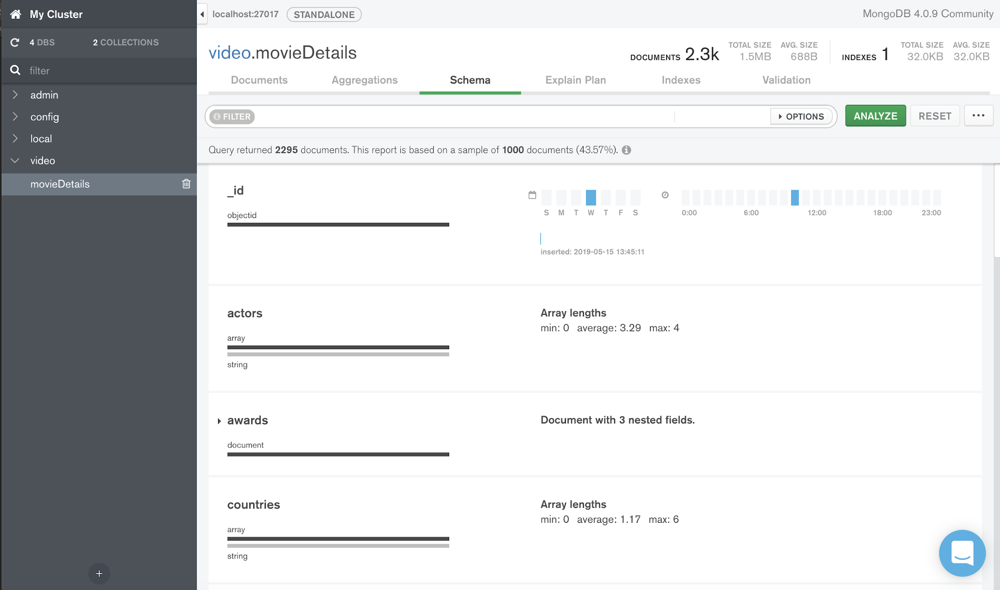 My Cluster
4 DBS 2 COLLECTIONS
filter
admin
config
local
video
movieDetails
+
localhost:27017 STANDALONE MongoDB 4.0.9 Community
video.movieDetails
DOCUMENTS 2.3k TOTAL SIZE 1.5MB AVG. SIZE 688B INDEXES 1 TOTAL SIZE 32.0KB AVG. SIZE 32.0KB
Documents Aggregations Schema Explain Plan Indexes Validation
FILTER OPTIONS ANALYZE RESET ...
Query returned 2295 documents. This report is based on a sample of 1000 documents (43.57%).
_id
objectid
S M T W T F S 0:00 6:00 12:00 18:00 23:00
inserted: 2019-05-15 13:45:11
actors
array
string
Array lengths
min: 0 average: 3.29 max: 4
awards
document
Document with 3 nested fields.
countries
array
string
Array lengths
min: 0 average: 1.17 max: 6